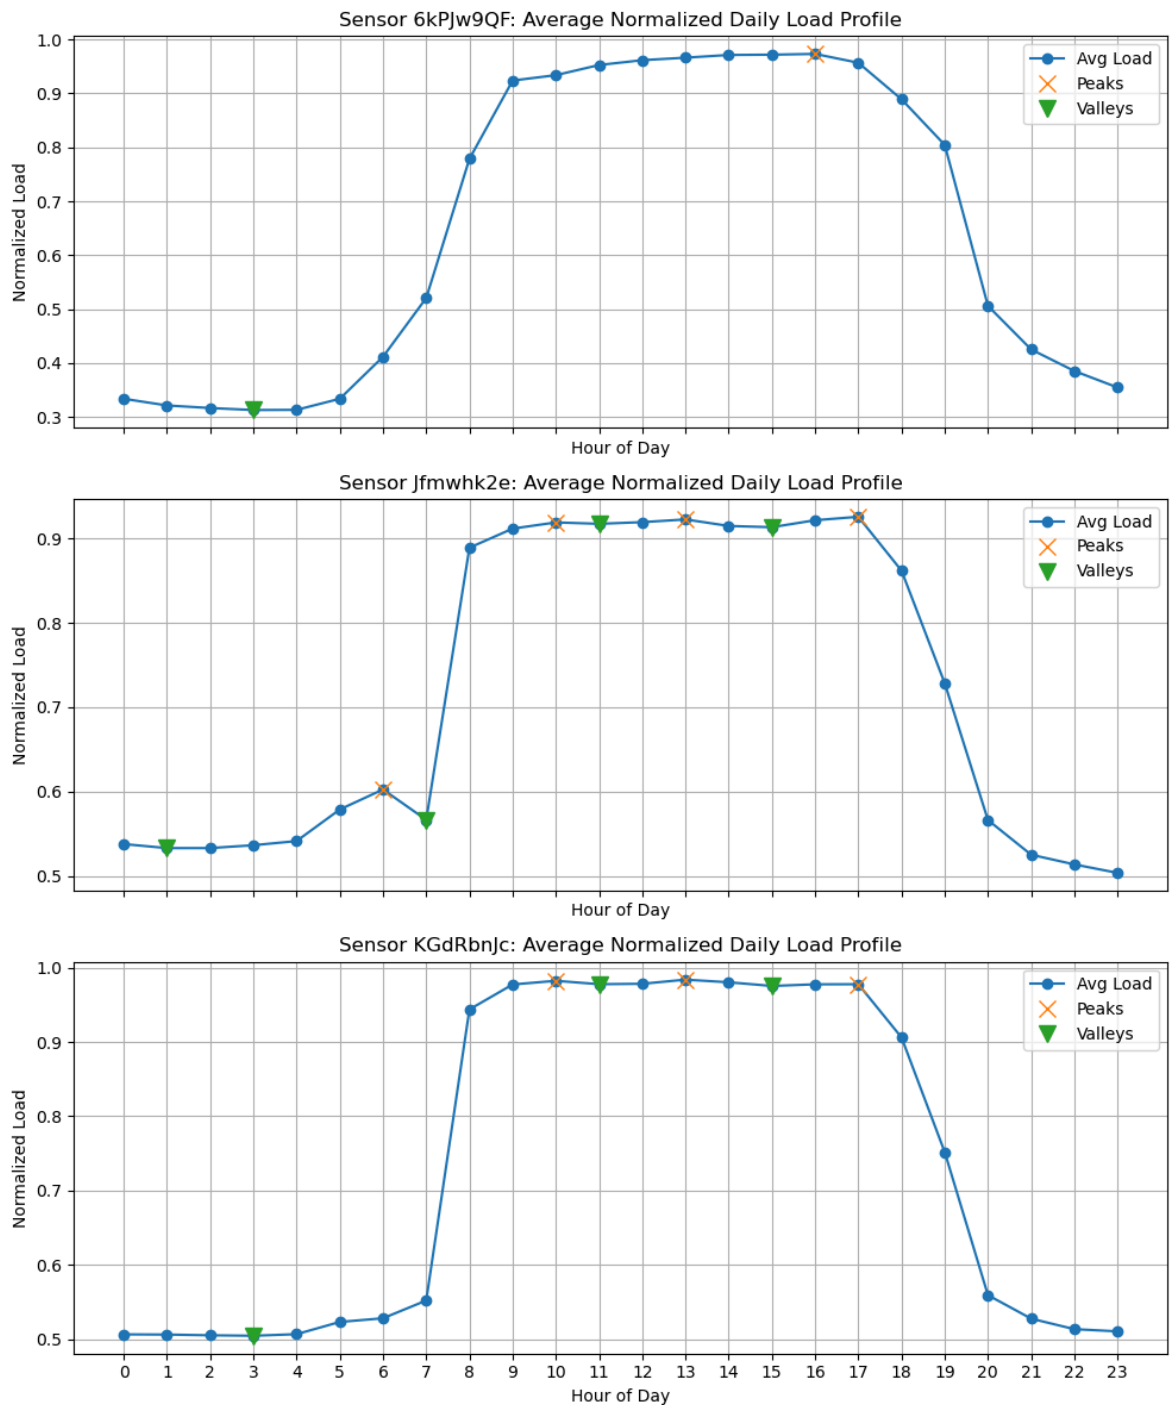 Sensor 6kPJw9QF: Average Normalized Daily Load Profile
Normalized Load
1.0
0.9
0.8
0.7
0.6
0.5
0.4
0.3
Avg Load
Peaks
Valleys
Hour of Day
Sensor Jfmwhk2e: Average Normalized Daily Load Profile
Normalized Load
0.9
0.8
0.7
0.6
0.5
Avg Load
Peaks
Valleys
Hour of Day
Sensor KGdRbnJc: Average Normalized Daily Load Profile
Normalized Load
1.0
0.9
0.8
0.7
0.6
0.5
Avg Load
Peaks
Valleys
0 1 2 3 4 5 6 7 8 9 10 11 12 13 14 15 16 17 18 19 20 21 22 23
Hour of Day